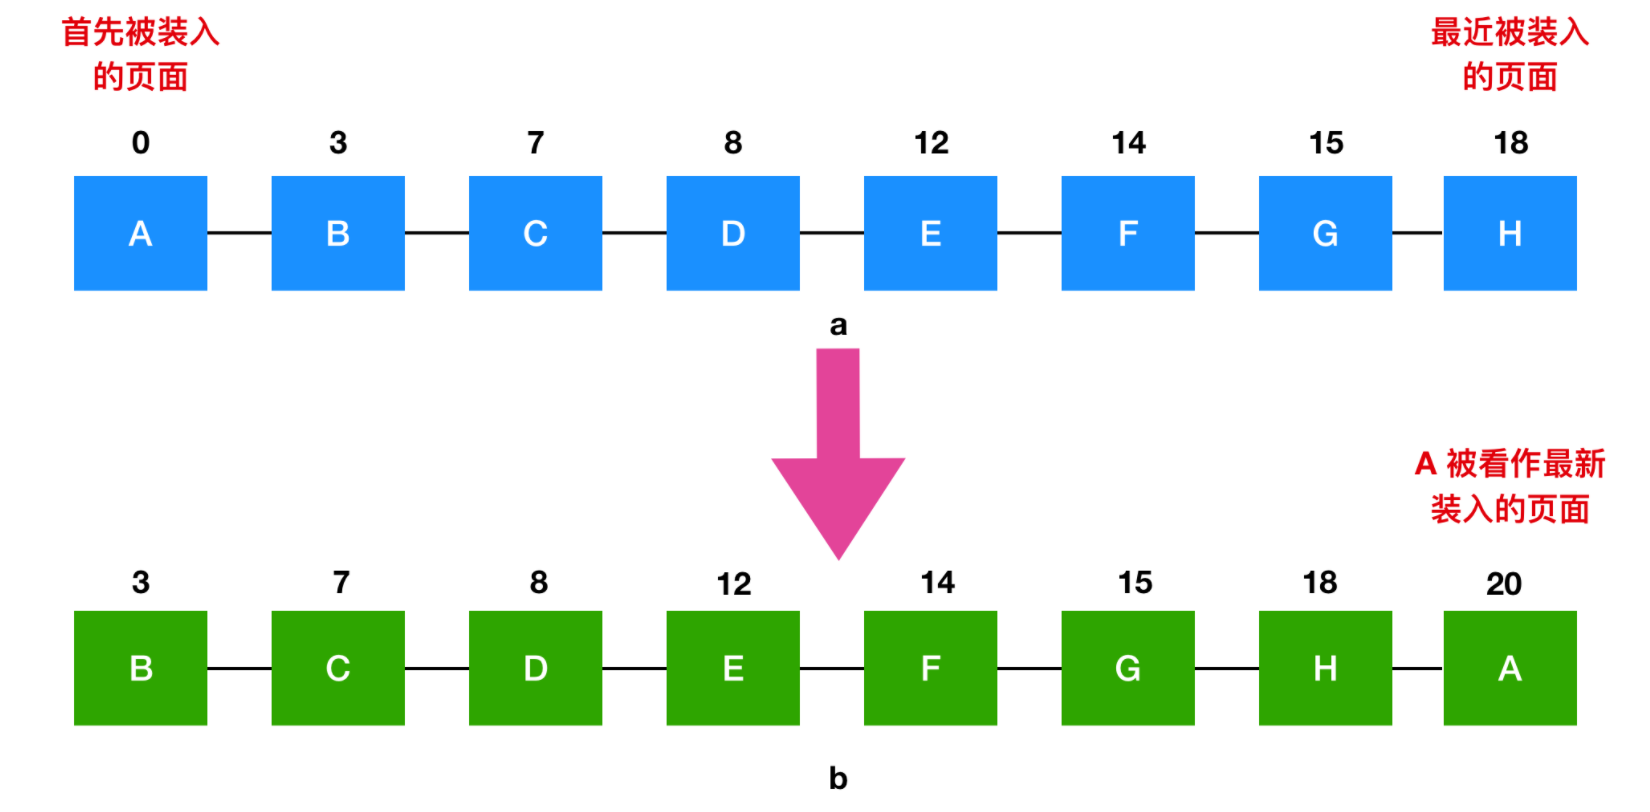 首先被装入
的页面
最近被装入
的页面
0 3 7 8 12 14 15 18
A B C D E F G H
a
A 被看作最新
装入的页面
3 7 8 12 14 15 18 20
B C D E F G H A
b